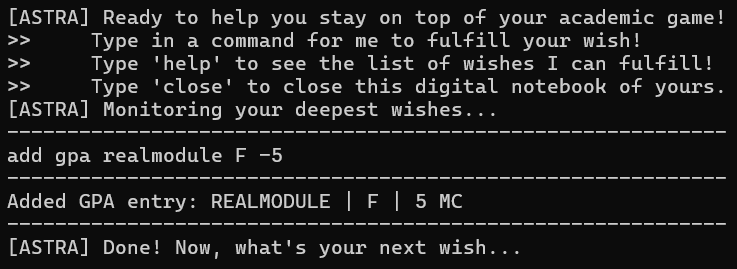 [ASTRA] Ready to help you stay on top of your academic game!
>>     Type in a command for me to fulfill your wish!
>>     Type 'help' to see the list of wishes I can fulfill!
>>     Type 'close' to close this digital notebook of yours.
[ASTRA] Monitoring your deepest wishes...
------------------------------------------------------------
add gpa realmodule F -5
------------------------------------------------------------
Added GPA entry: REALMODULE | F | 5 MC
------------------------------------------------------------
[ASTRA] Done! Now, what's your next wish...